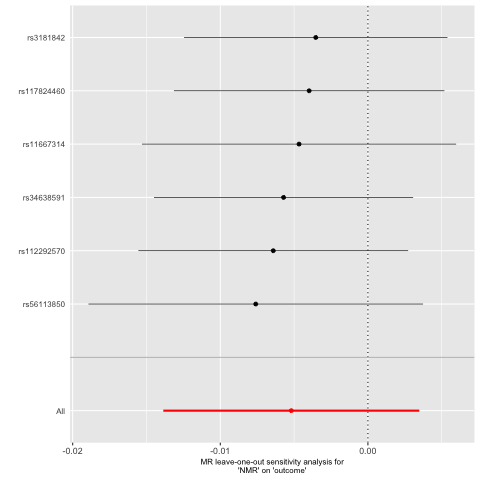 rs3181842
rs117824460
rs11667314
rs34638591
rs112292570
rs56113850
All
-0.02
-0.01
0.00
MR leave-one-out sensitivity analysis for
'NMR' on 'outcome'